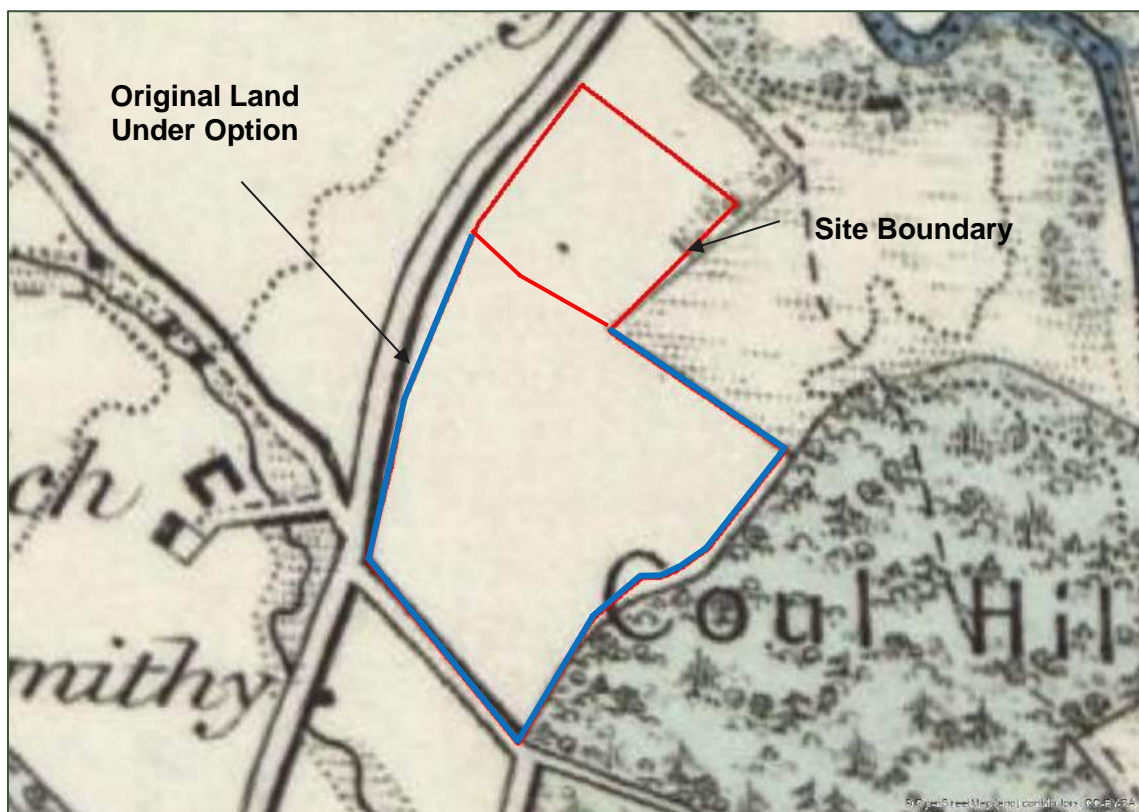 Original Land
Under Option
Site Boundary
ch
mithy
Coul Hil